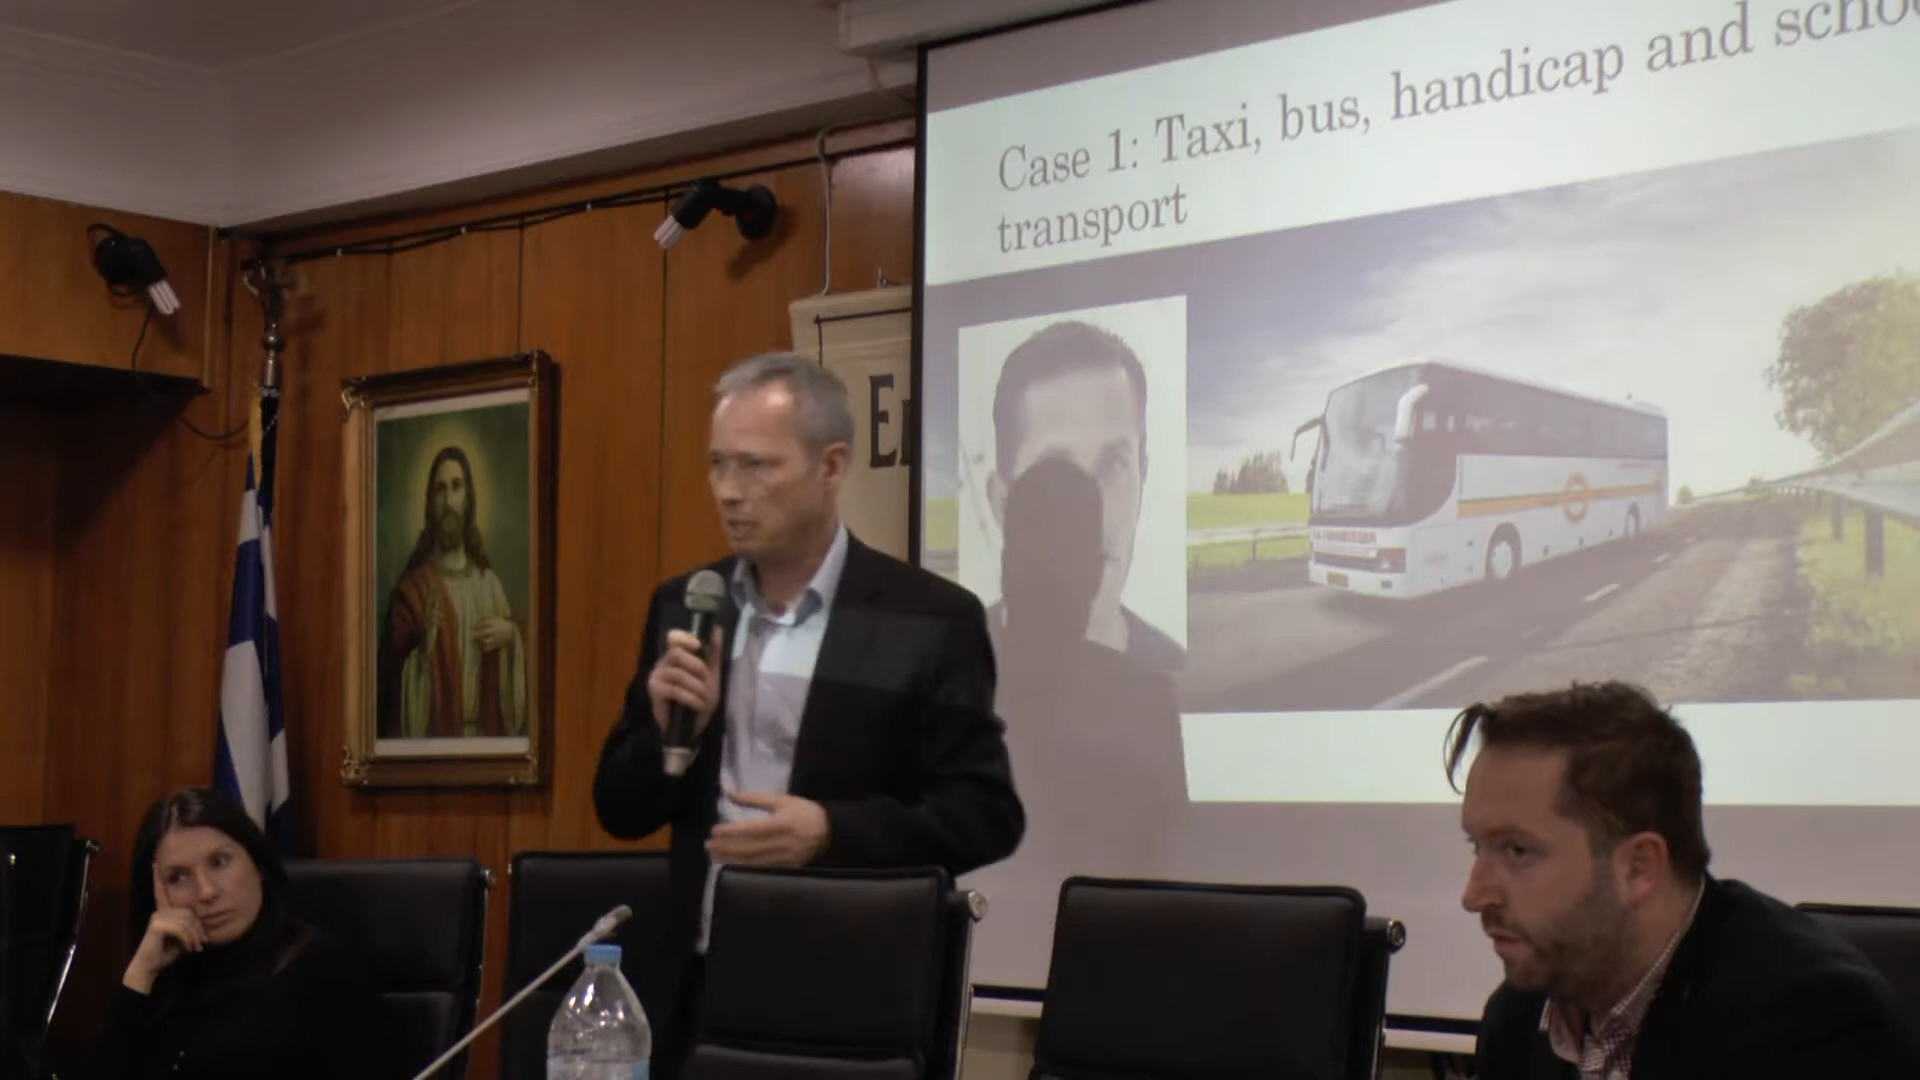 Case 1: Taxi, bus, handicap and scho
transport
E